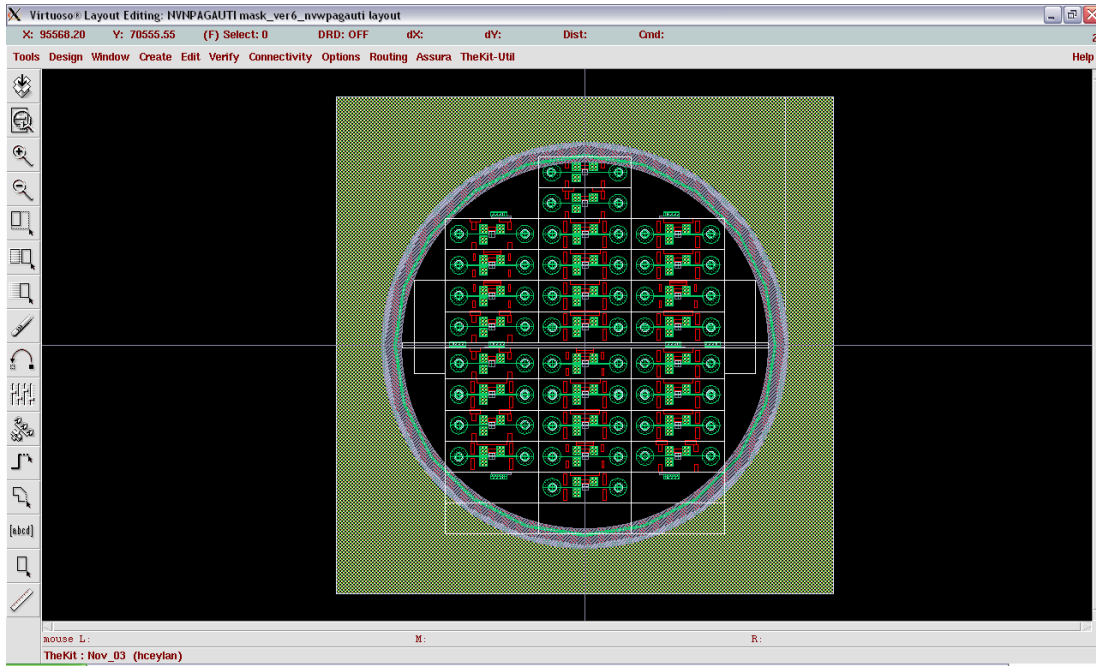 Virtuoso® Layout Editing: NVNPAGAUTI mask_ver6_nvwpagauti layout
X: 95568.20 Y: 70555.55 (F) Select: 0 DRD: OFF dX: dY: Dist: Cmd:
2
Tools Design Window Create Edit Verify Connectivity Options Routing Assura TheKit-Util Help
[abcd]
mouse L: M: R:
TheKit : Nov_03 (hceylan)